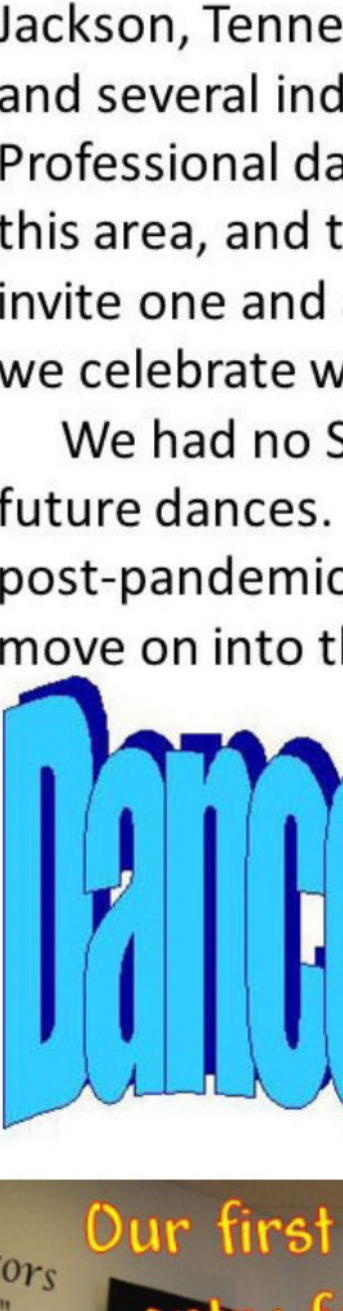 Jackson, Tenne
and several ind
Professional da
this area, and t
invite one and
we celebrate w
We had no S
future dances.
post-pandemic
move on into th
Danc
Our first
ors